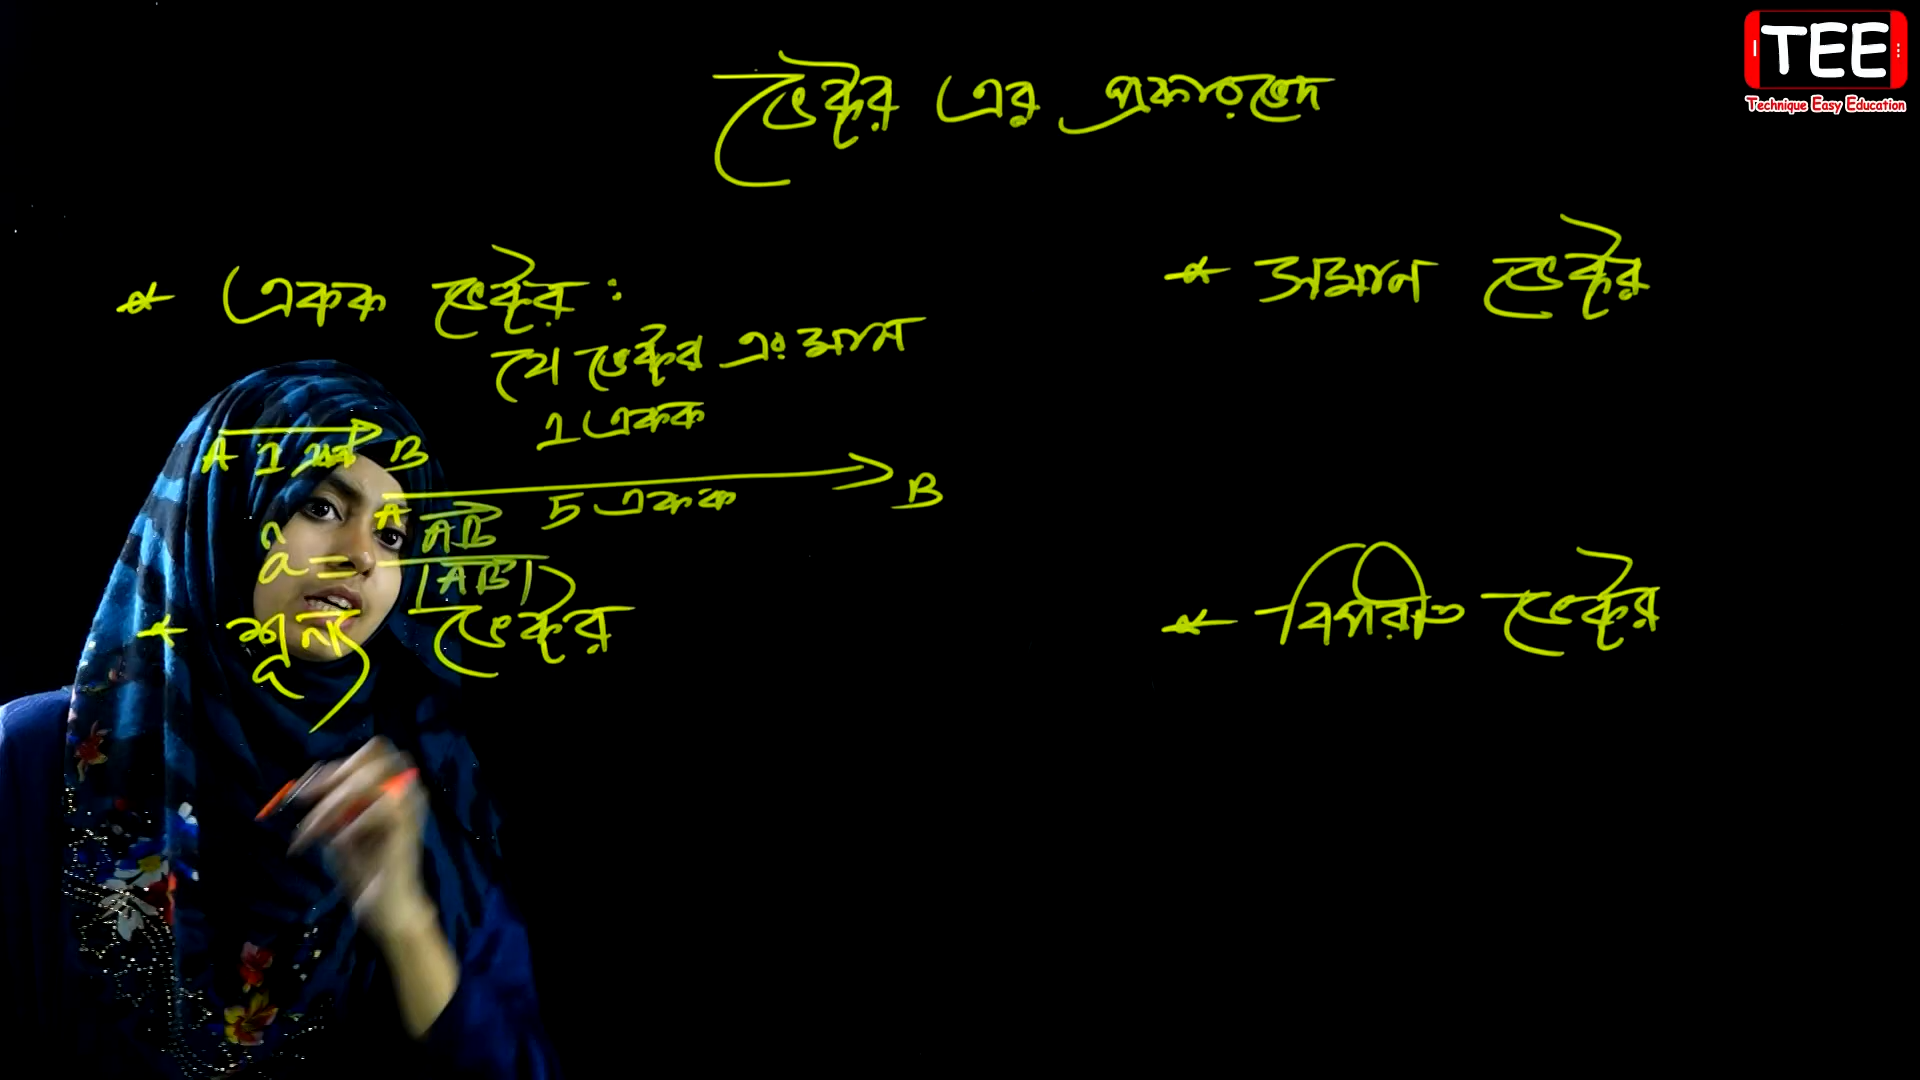 ভেক্টর এর প্রকারভেদ
TEE
Technique Easy Education
* একক ভেক্টর :
যে ভেক্টর এর মান
1 একক
A 1 B
A 5 একক B
â = AB / |AB|
* শূন্য ভেক্টর
* সমান ভেক্টর
* বিপরীত ভেক্টর